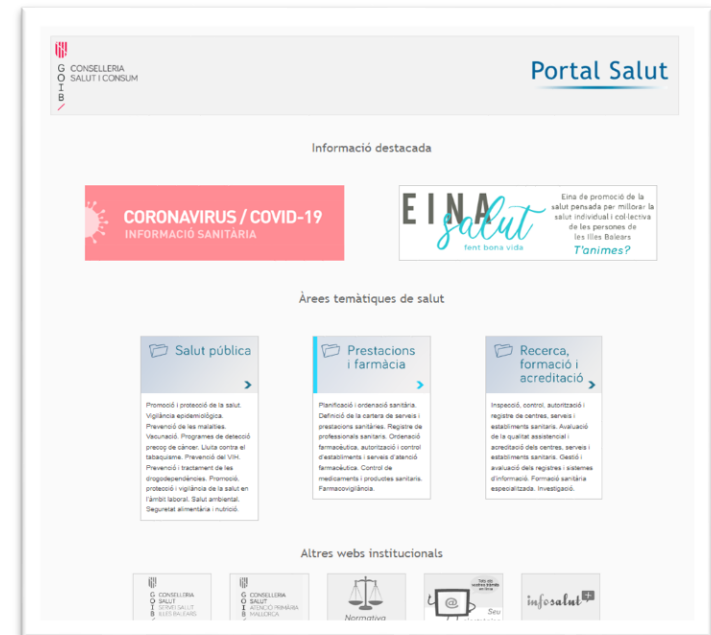 G CONSELLERIA
O SALUT I CONSUM
I
B
/
Portal Salut
Informació destacada
CORONAVIRUS / COVID-19
INFORMACIÓ SANITÀRIA
EINA
salut
fent bona vida
Eina de promoció de la
salut pensada per millorar la
salut individual i col·lectiva
de les persones de
les Illes Balears
T'animes?
Àrees temàtiques de salut
Salut pública
Promoció i protecció de la salut.
Vigilància epidemiològica.
Prevenció de les malalties.
Vacunació. Programes de detecció
precoç de càncer. Lluita contra el
tabaquisme. Prevenció del VIH.
Prevenció i tractament de les
drogodependències. Promoció,
protecció i vigilància de la salut en
l'àmbit laboral. Salut ambiental.
Seguretat alimentària i nutrició.
Prestacions
i farmàcia
Planificació i ordenació sanitària.
Definició de la cartera de serveis i
prestacions sanitàries. Registre de
professionals sanitaris. Ordenació
farmacèutica, autorització i control
d'establiments i serveis d'atenció
farmacèutica. Control de
medicaments i productes sanitaris.
Farmacovigilància.
Recerca,
formació i
acreditació
Inspecció, control, autorització i
registre de centres, serveis i
establiments sanitaris. Avaluació
de la qualitat assistencial i
acreditació dels centres, serveis i
establiments sanitaris. Gestió i
avaluació dels registres i sistemes
d'informació. Formació sanitària
especialitzada. Investigació.
Altres webs institucionals
G CONSELLERIA
O SALUT
I SERVEI SALUT
B ILLES BALEARS
G CONSELLERIA
O SALUT
I ATENCIÓ PRIMÀRIA
B MALLORCA
Normativa
@
Seu
infosalut